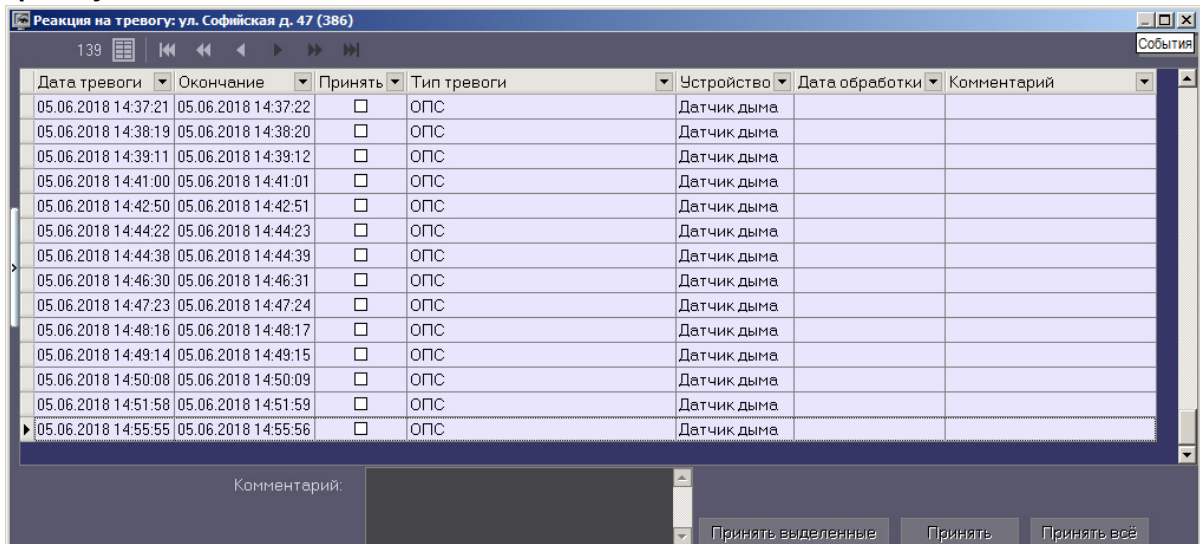 Реакция на тревогу: ул. Софийская д. 47 (386)
139
События
Дата тревоги Окончание Принять Тип тревоги Устройство Дата обработки Комментарий
05.06.2018 14:37:21 05.06.2018 14:37:22 ОПС Датчик дыма
05.06.2018 14:38:19 05.06.2018 14:38:20 ОПС Датчик дыма
05.06.2018 14:39:11 05.06.2018 14:39:12 ОПС Датчик дыма
05.06.2018 14:41:00 05.06.2018 14:41:01 ОПС Датчик дыма
05.06.2018 14:42:50 05.06.2018 14:42:51 ОПС Датчик дыма
05.06.2018 14:44:22 05.06.2018 14:44:23 ОПС Датчик дыма
05.06.2018 14:44:38 05.06.2018 14:44:39 ОПС Датчик дыма
05.06.2018 14:46:30 05.06.2018 14:46:31 ОПС Датчик дыма
05.06.2018 14:47:23 05.06.2018 14:47:24 ОПС Датчик дыма
05.06.2018 14:48:16 05.06.2018 14:48:17 ОПС Датчик дыма
05.06.2018 14:49:14 05.06.2018 14:49:15 ОПС Датчик дыма
05.06.2018 14:50:08 05.06.2018 14:50:09 ОПС Датчик дыма
05.06.2018 14:51:58 05.06.2018 14:51:59 ОПС Датчик дыма
05.06.2018 14:55:55 05.06.2018 14:55:56 ОПС Датчик дыма
Комментарий:
Принять выделенные Принять Принять всё